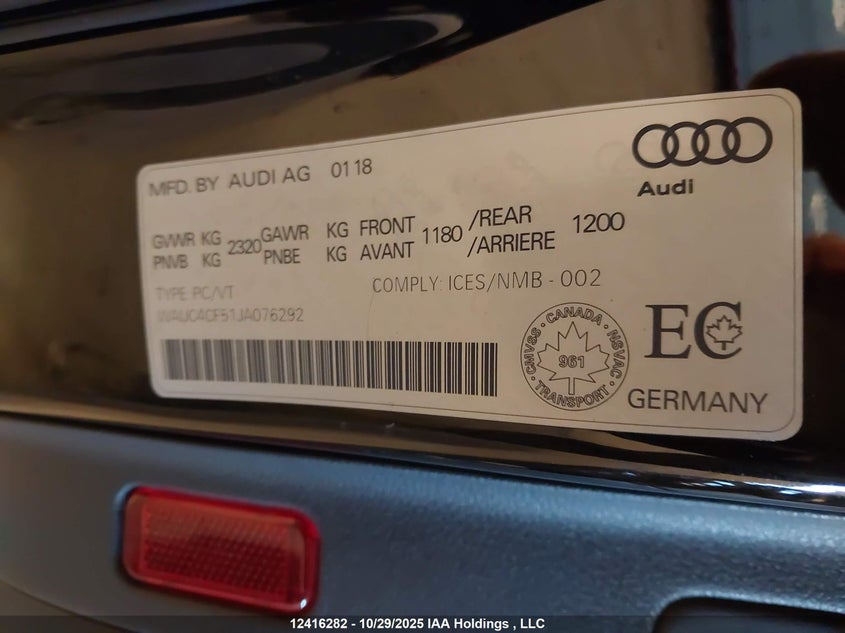 MFD. BY AUDI AG 01 18
Audi
GVWR KG 2320 GAWR KG FRONT 1180 /REAR 1200
PNVB KG PNBE KG AVANT /ARRIERE
TYPE: PC/VT COMPLY: ICES/NMB - 002
WAUC4CF51JA076292
CANADA · NSVAC · TRANSPORT · CMVSS
961
EC
GERMANY
12416282 - 10/29/2025 IAA Holdings , LLC